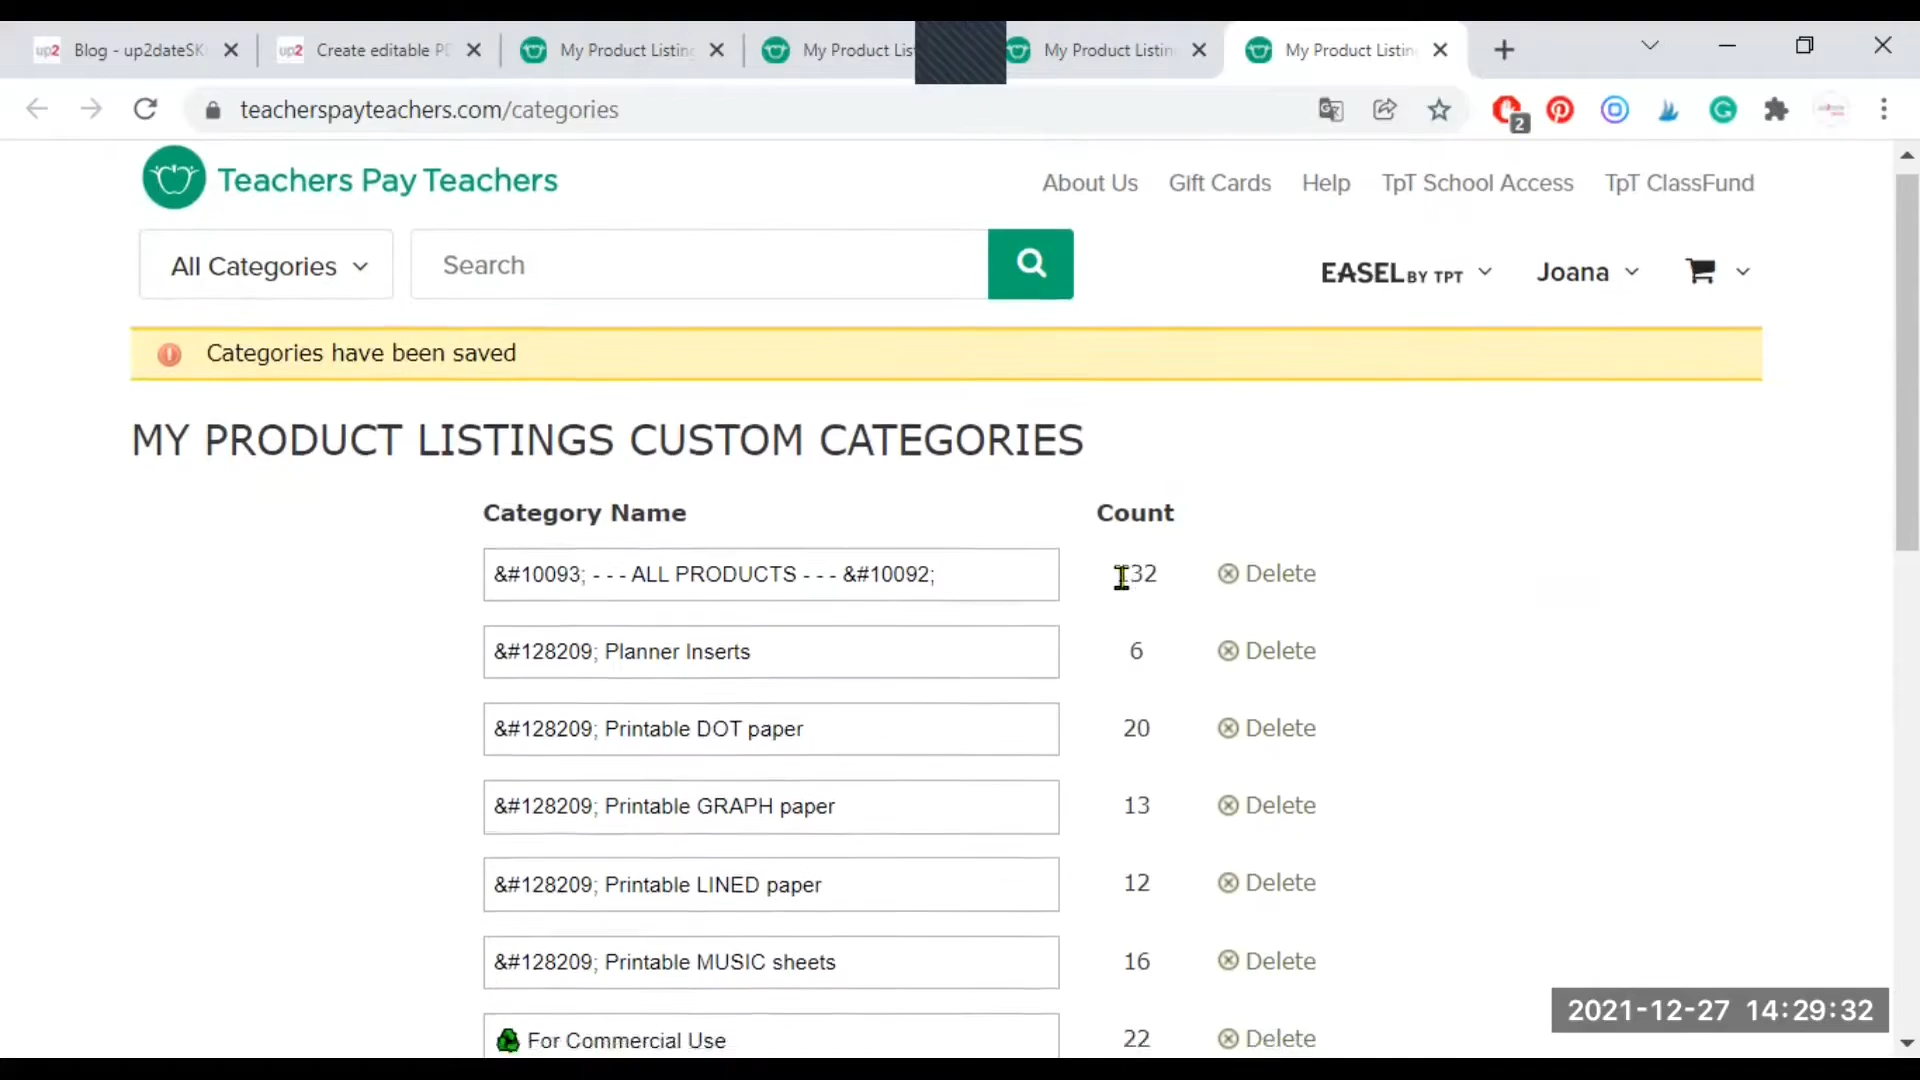 up2 Blog - up2dateSK
up2 Create editable PD
My Product Listin
My Product Lis
My Product Listin
My Product Listin
teacherspayteachers.com/categories
2
Teachers Pay Teachers
About Us Gift Cards Help TpT School Access TpT ClassFund
All Categories Search
EASEL BY TPT Joana
Categories have been saved
MY PRODUCT LISTINGS CUSTOM CATEGORIES
Category Name Count
&#10093; - - - ALL PRODUCTS - - - &#10092; 132 Delete
&#128209; Planner Inserts 6 Delete
&#128209; Printable DOT paper 20 Delete
&#128209; Printable GRAPH paper 13 Delete
&#128209; Printable LINED paper 12 Delete
&#128209; Printable MUSIC sheets 16 Delete
For Commercial Use 22 Delete
2021-12-27 14:29:32